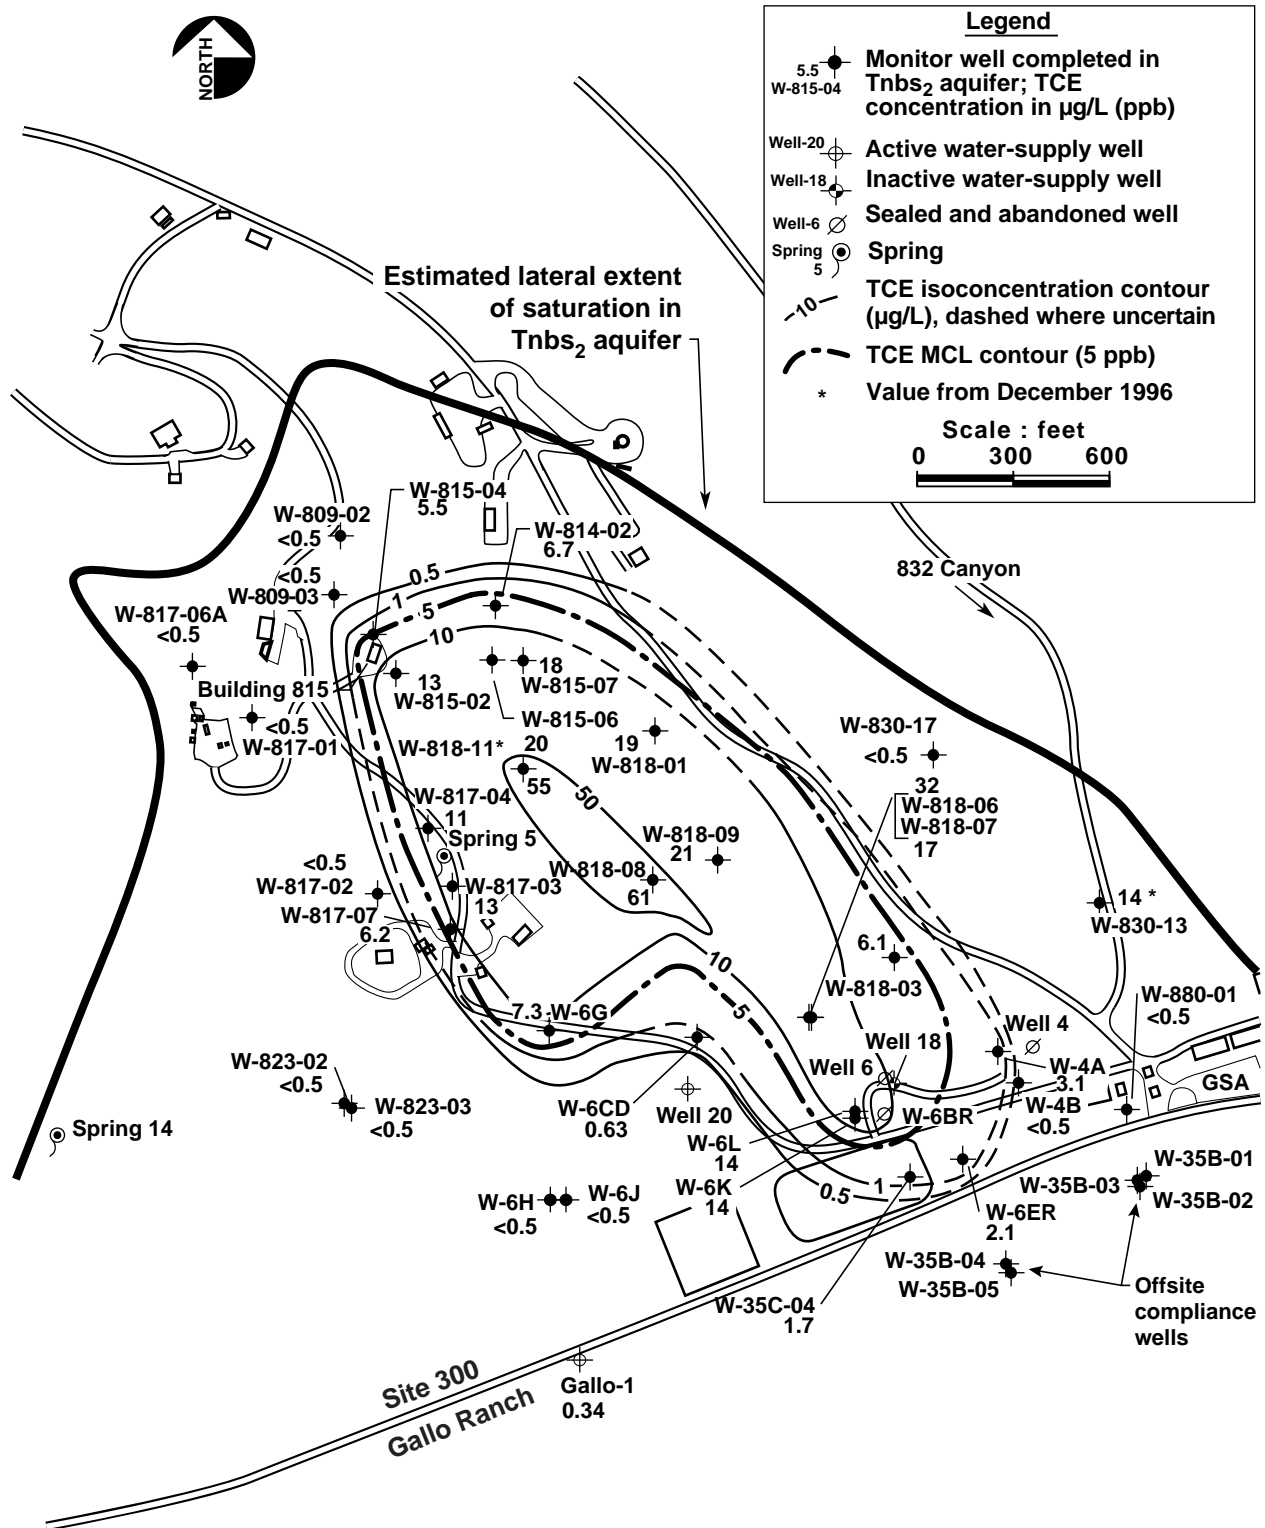 NORTH
Legend
5.5
W-815-04
Monitor well completed in
Tnbs2 aquifer; TCE
concentration in µg/L (ppb)
Well-20
Active water-supply well
Well-18
Inactive water-supply well
Well-6
Sealed and abandoned well
Spring
5
Spring
10
TCE isoconcentration contour
(µg/L), dashed where uncertain
TCE MCL contour (5 ppb)
*
Value from December 1996
Scale : feet
0 300 600
Estimated lateral extent
of saturation in
Tnbs2 aquifer
W-815-04
5.5
W-809-02
<0.5
W-814-02
6.7
832 Canyon
<0.5
W-809-03
0.5
1
5
10
W-817-06A
<0.5
Building 815
13
W-815-02
18
W-815-07
W-815-06
20
<0.5
W-817-01
W-818-11*
55
19
W-818-01
W-830-17
<0.5
32
W-818-06
W-818-07
17
50
W-817-04
11
Spring 5
W-818-09
21
W-818-08
61
<0.5
W-817-02
W-817-03
13
W-817-07
6.2
14 *
W-830-13
10
5
6.1
W-818-03
7.3 W-6G
W-880-01
<0.5
Well 4
Well 18
Well 6
W-4A
3.1
GSA
W-4B
<0.5
W-823-02
<0.5
W-823-03
<0.5
W-6CD
0.63
Well 20
W-6BR
Spring 14
W-6L
14
W-6K
14
1
0.5
W-35B-01
W-35B-03
W-35B-02
W-6H
<0.5
W-6J
<0.5
W-6ER
2.1
W-35B-04
W-35B-05
Offsite
compliance
wells
W-35C-04
1.7
Gallo-1
0.34
Site 300
Gallo Ranch